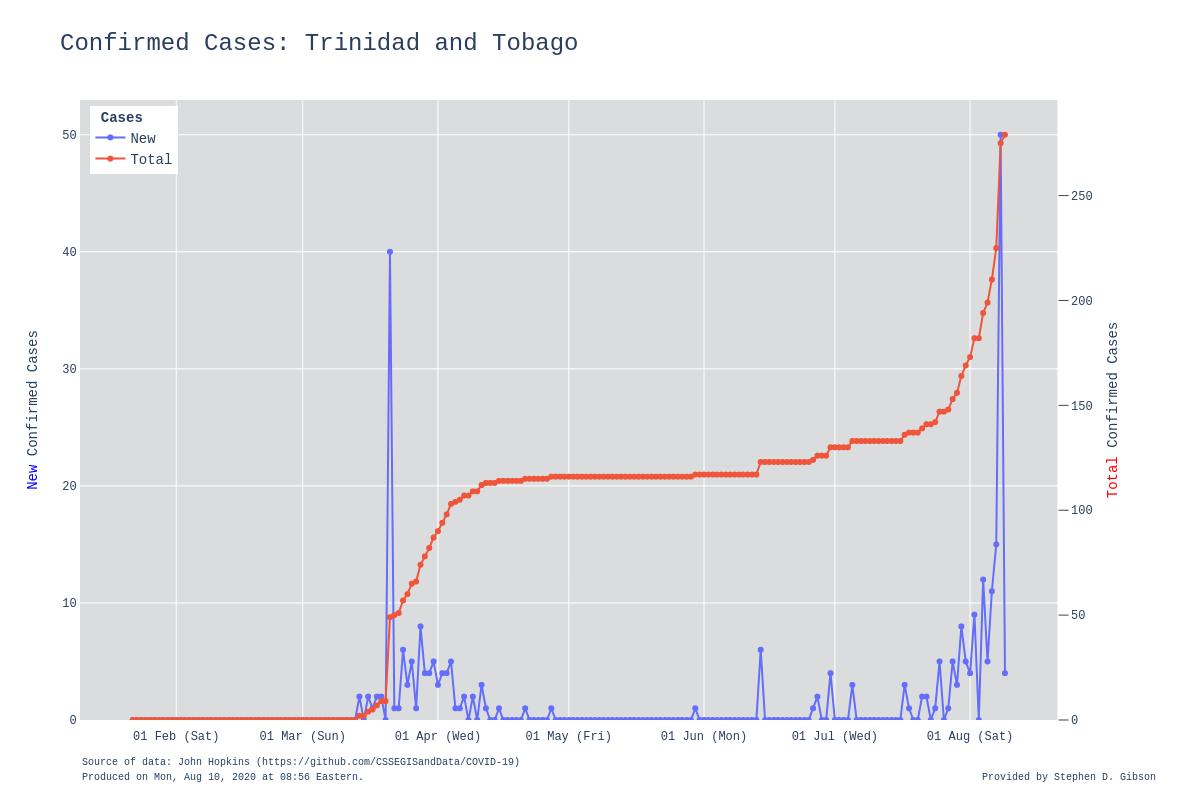 Confirmed Cases: Trinidad and Tobago
Cases
New
Total
50
40
30
20
10
0
250
200
150
100
50
0
New Confirmed Cases
Total Confirmed Cases
01 Feb (Sat) 01 Mar (Sun) 01 Apr (Wed) 01 May (Fri) 01 Jun (Mon) 01 Jul (Wed) 01 Aug (Sat)
Source of data: John Hopkins (https://github.com/CSSEGISandData/COVID-19)
Produced on Mon, Aug 10, 2020 at 08:56 Eastern.
Provided by Stephen D. Gibson